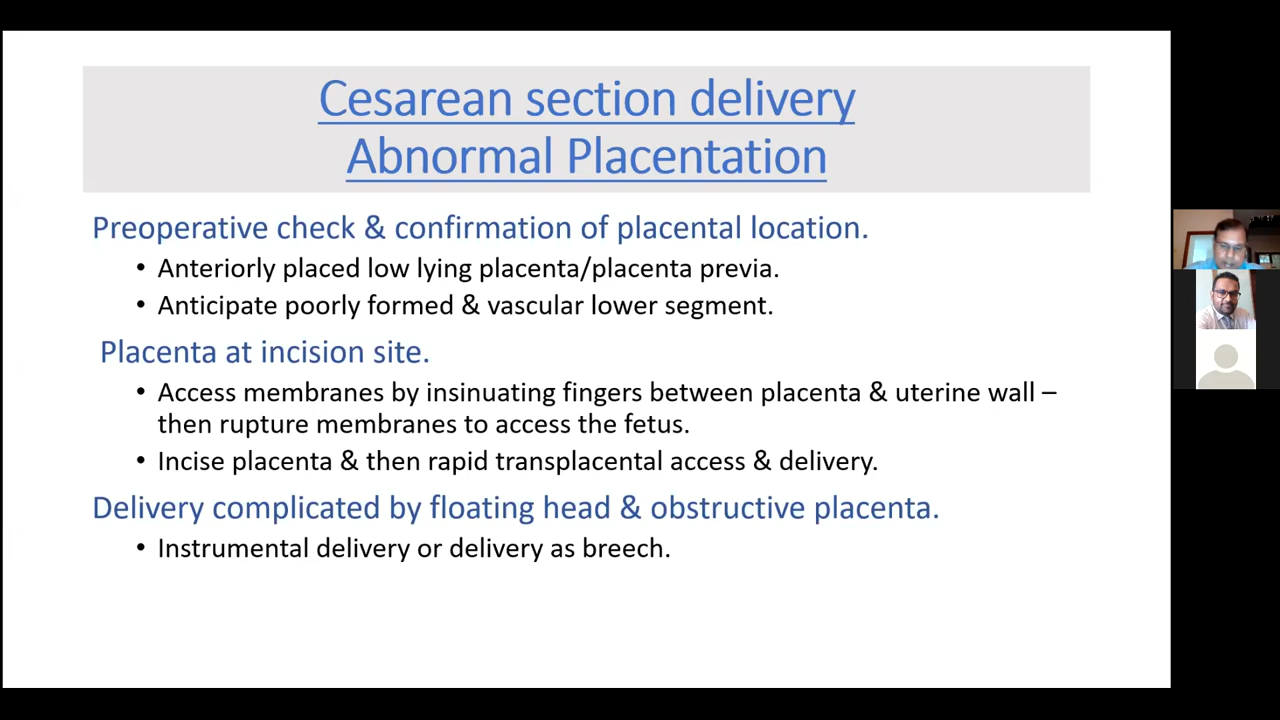 Cesarean section delivery
Abnormal Placentation
Preoperative check & confirmation of placental location.
• Anteriorly placed low lying placenta/placenta previa.
• Anticipate poorly formed & vascular lower segment.
Placenta at incision site.
• Access membranes by insinuating fingers between placenta & uterine wall –
then rupture membranes to access the fetus.
• Incise placenta & then rapid transplacental access & delivery.
Delivery complicated by floating head & obstructive placenta.
• Instrumental delivery or delivery as breech.